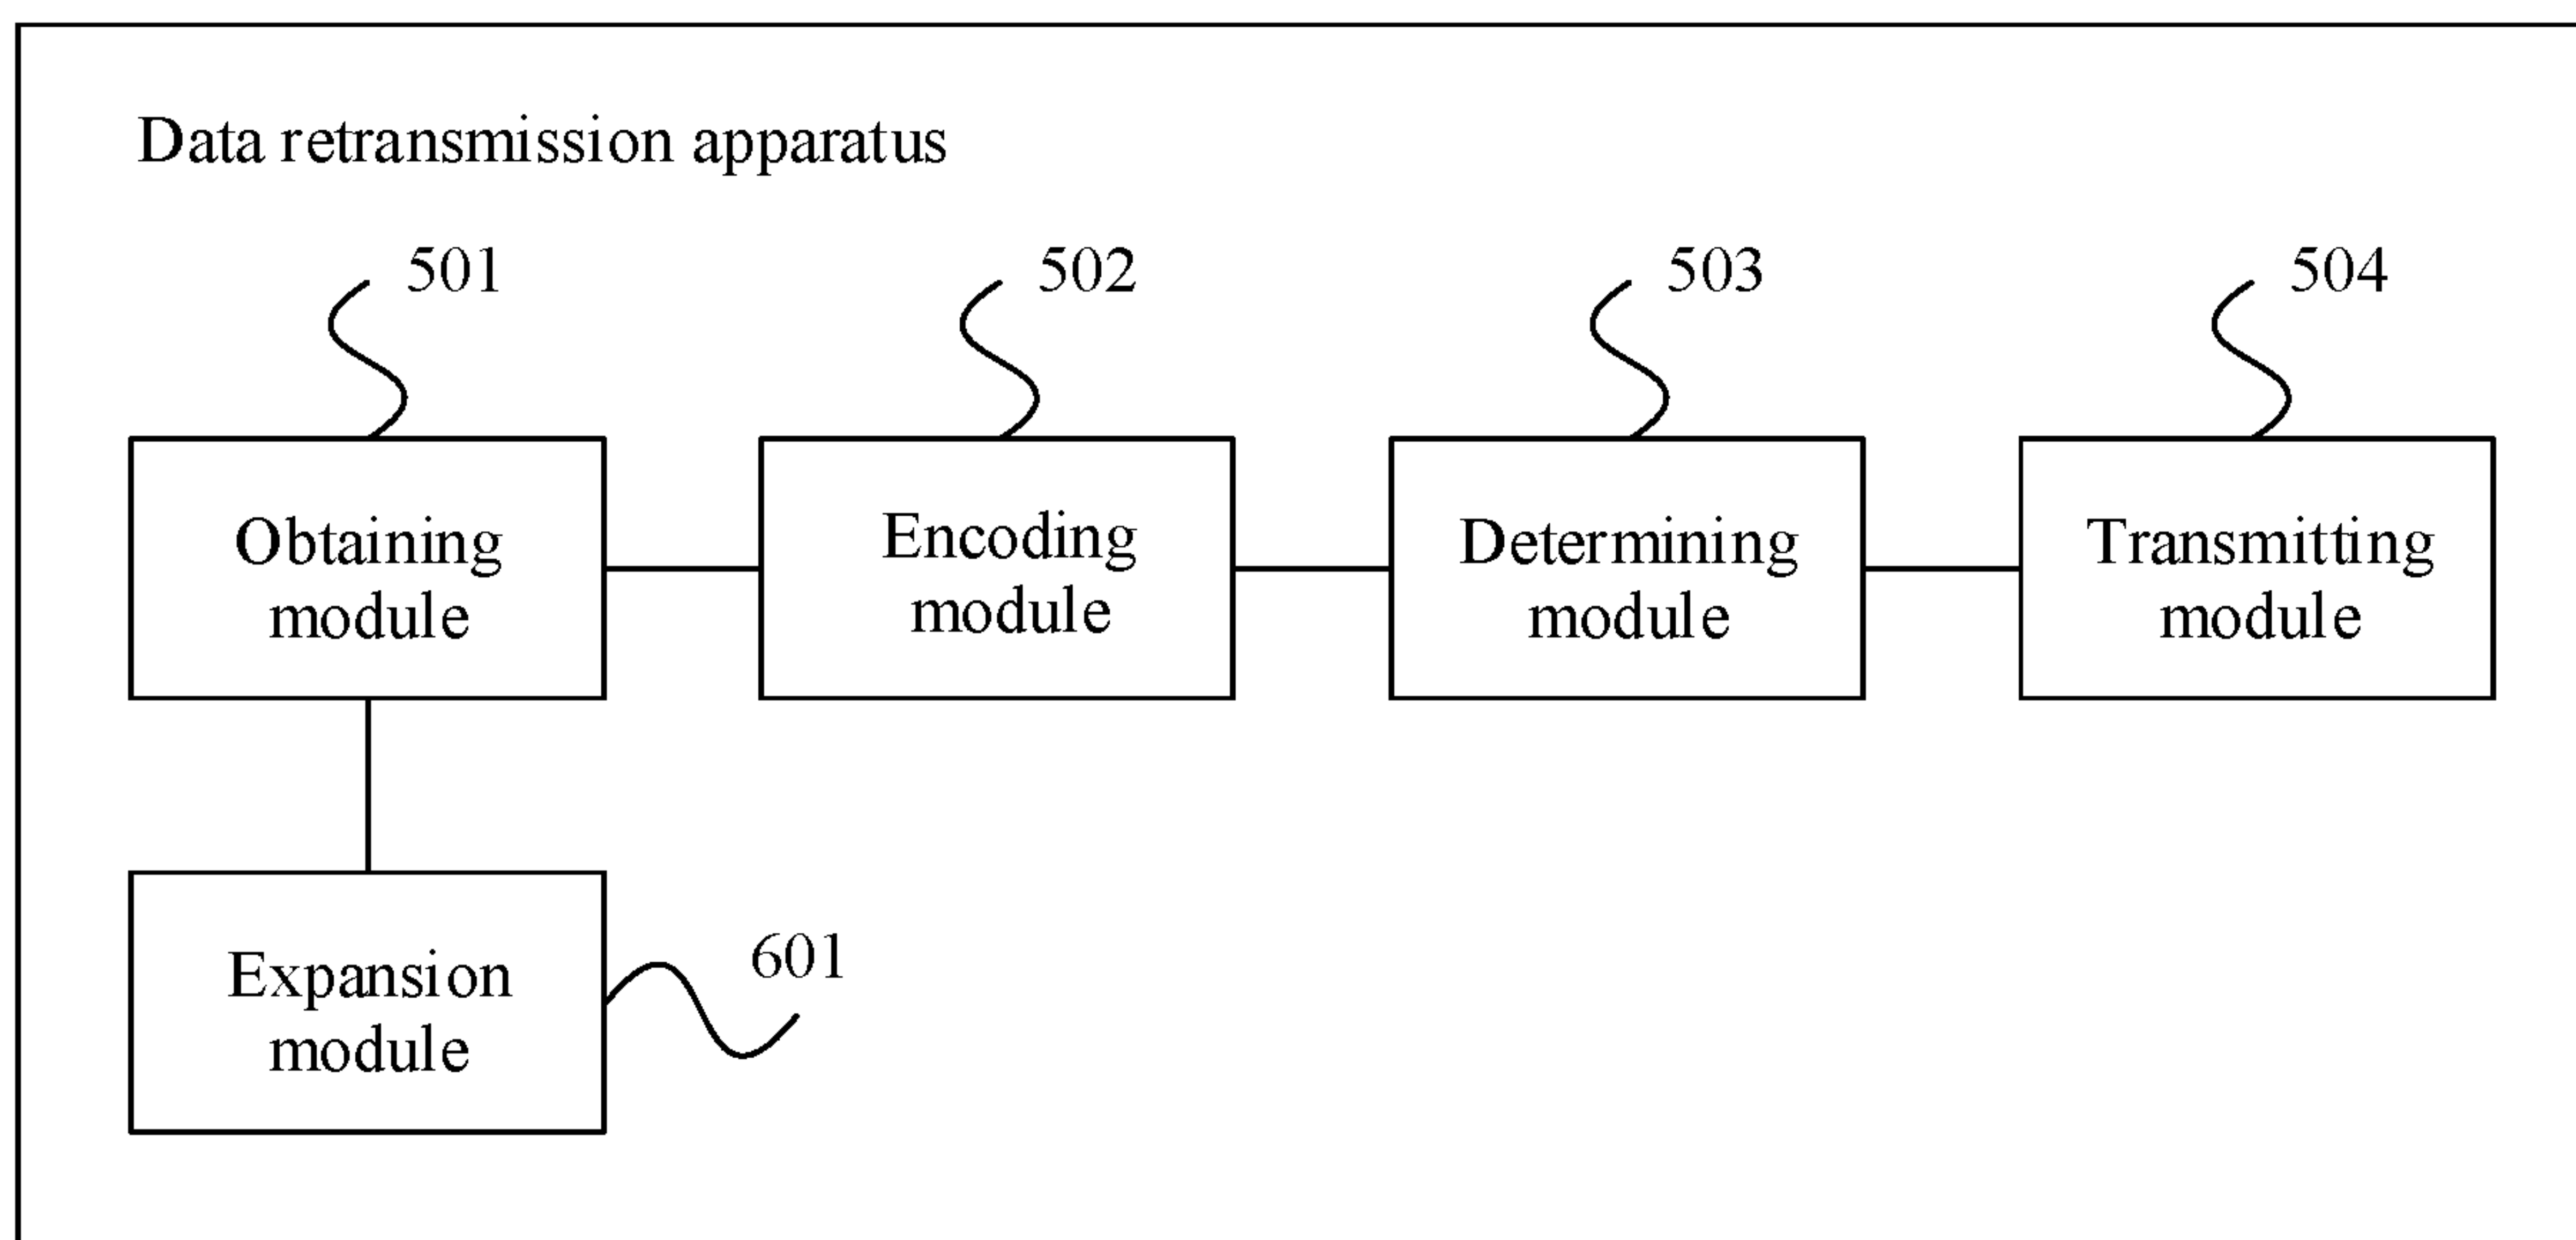 Data retransmission apparatus
501
502
503
504
Obtaining
module
Encoding
module
Determining
module
Transmitting
module
Expansion
module
601